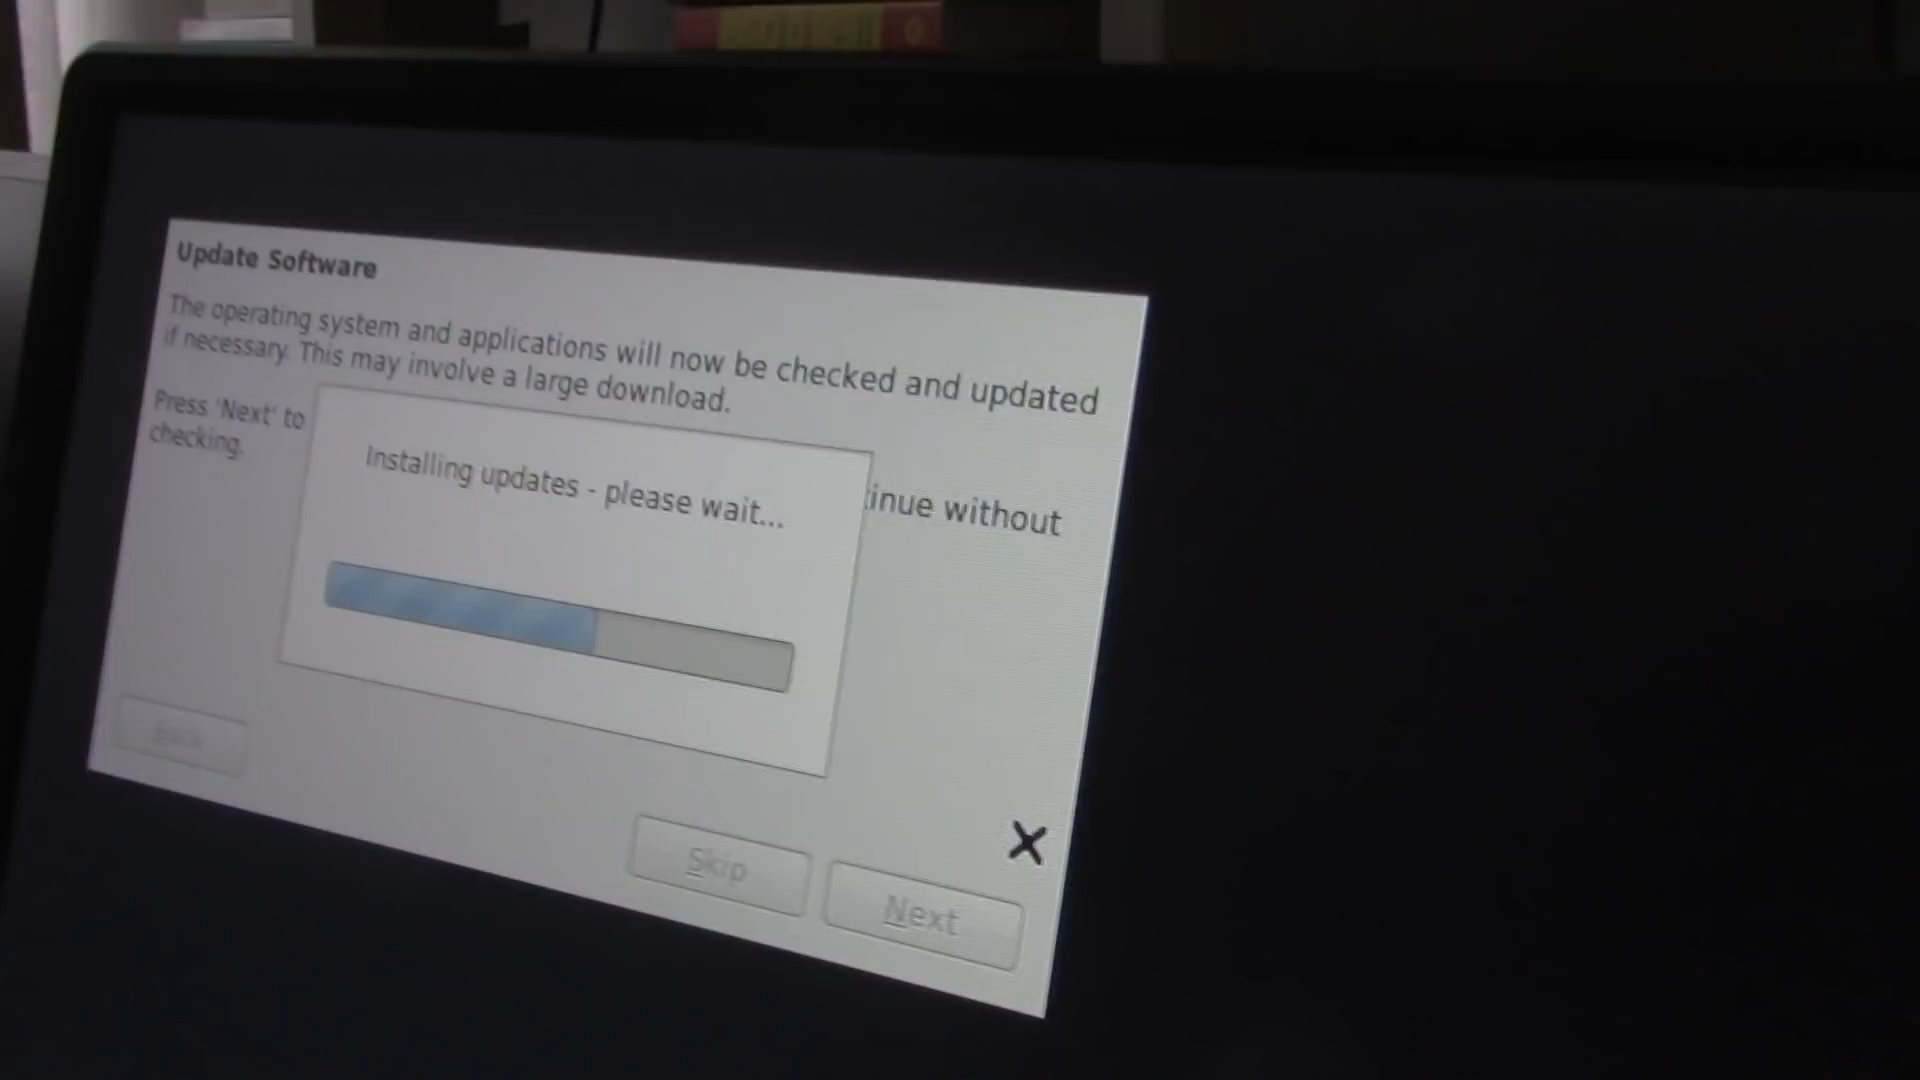 Update Software
The operating system and applications will now be checked and updated
if necessary. This may involve a large download.
Press 'Next' to
inue without
checking.
Installing updates - please wait...
Back
Skip
Next